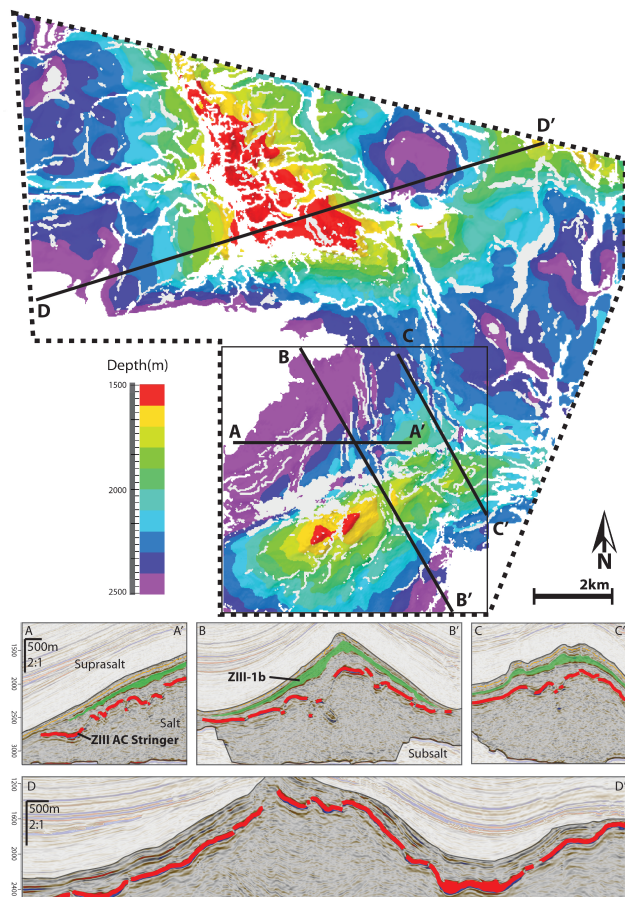 D'
D
C
B
Depth(m)
1500
2000
2500
A
A'
C'
B'
N
2km
A
A'
500m
2:1
Suprasalt
Salt
ZIII AC Stringer
1500
2000
2500
3000
B
B'
ZIII-1b
Subsalt
C
C'
D
D'
500m
2:1
1200
1600
2000
2400